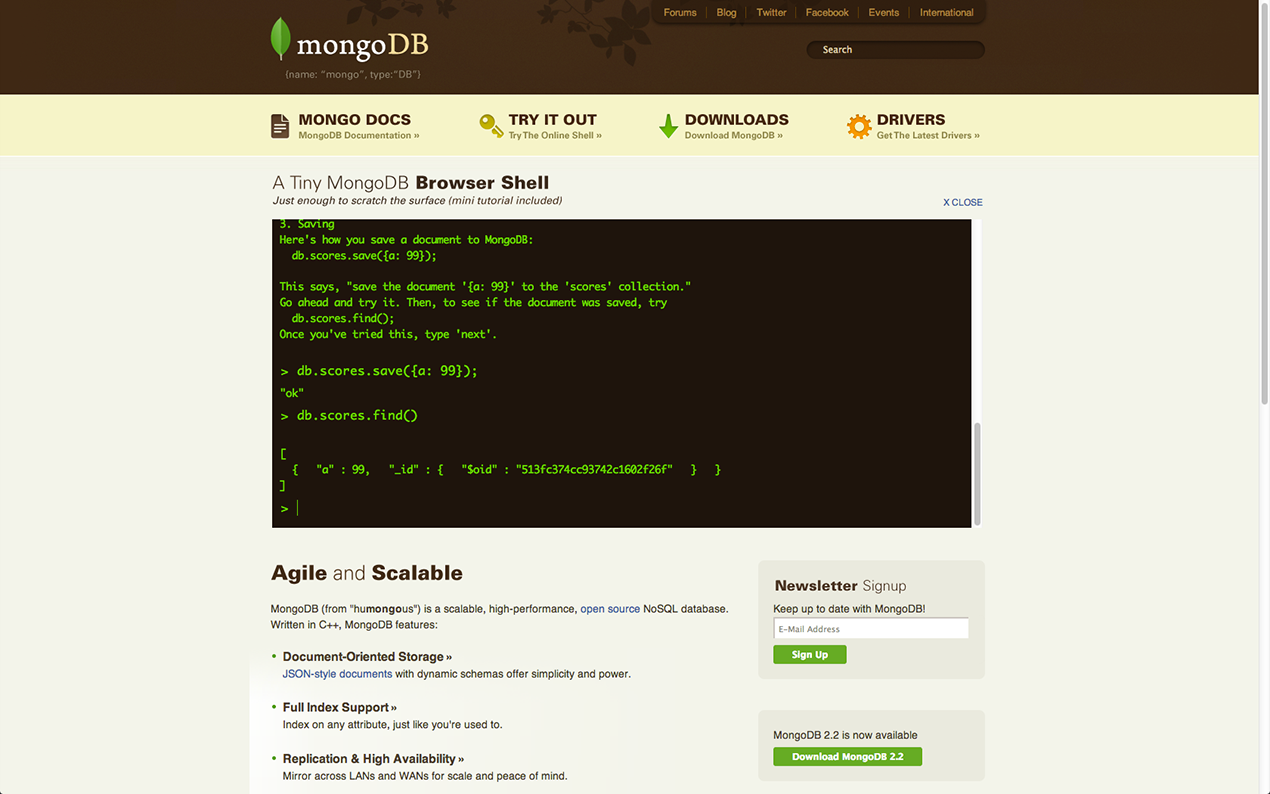 Forums Blog Twitter Facebook Events International
mongoDB
Search
{name: "mongo", type:"DB"}
MONGO DOCS
MongoDB Documentation »
TRY IT OUT
Try The Online Shell »
DOWNLOADS
Download MongoDB »
DRIVERS
Get The Latest Drivers »
A Tiny MongoDB Browser Shell
Just enough to scratch the surface (mini tutorial included)
X CLOSE
3. Saving
Here's how you save a document to MongoDB:
db.scores.save({a: 99});
This says, "save the document '{a: 99}' to the 'scores' collection."
Go ahead and try it. Then, to see if the document was saved, try
db.scores.find();
Once you've tried this, type 'next'.
> db.scores.save({a: 99});
"ok"
> db.scores.find()
[
{ "a" : 99, "_id" : { "$oid" : "513fc374cc93742c1602f26f" } }
]
>
Agile and Scalable
MongoDB (from "humongous") is a scalable, high-performance, open source NoSQL database.
Written in C++, MongoDB features:
• Document-Oriented Storage »
JSON-style documents with dynamic schemas offer simplicity and power.
• Full Index Support »
Index on any attribute, just like you're used to.
• Replication & High Availability »
Mirror across LANs and WANs for scale and peace of mind.
Newsletter Signup
Keep up to date with MongoDB!
E-Mail Address
Sign Up
MongoDB 2.2 is now available
Download MongoDB 2.2